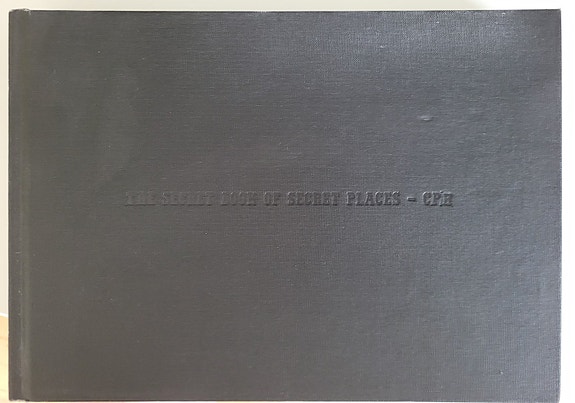 THE SECRET BOOK OF SECRET PLACES – CPH